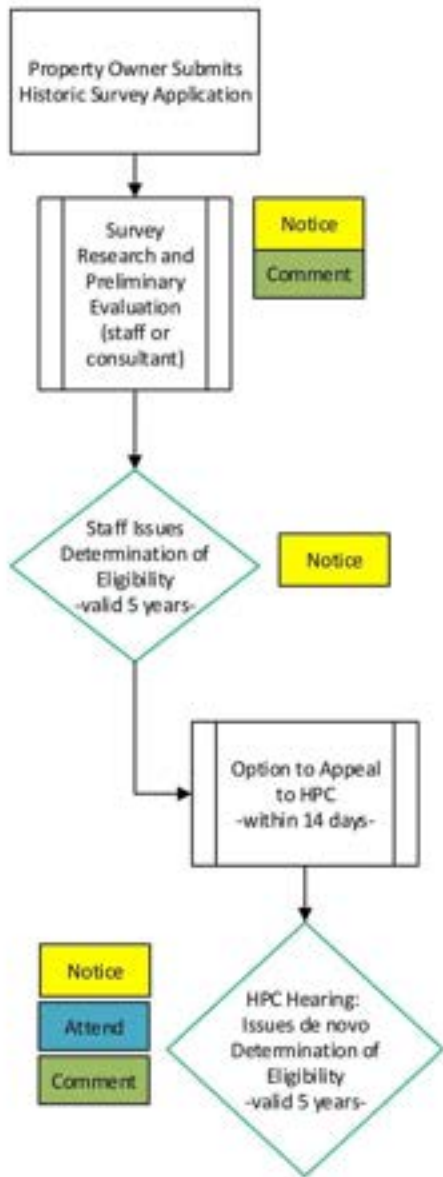 Property Owner Submits
Historic Survey Application
Survey
Research and
Preliminary
Evaluation
(staff or
consultant)
Notice
Comment
Staff Issues
Determination of
Eligibility
-valid 5 years-
Notice
Option to Appeal
to HPC
-within 14 days-
Notice
Attend
Comment
HPC Hearing:
Issues de novo
Determination of
Eligibility
-valid 5 years-